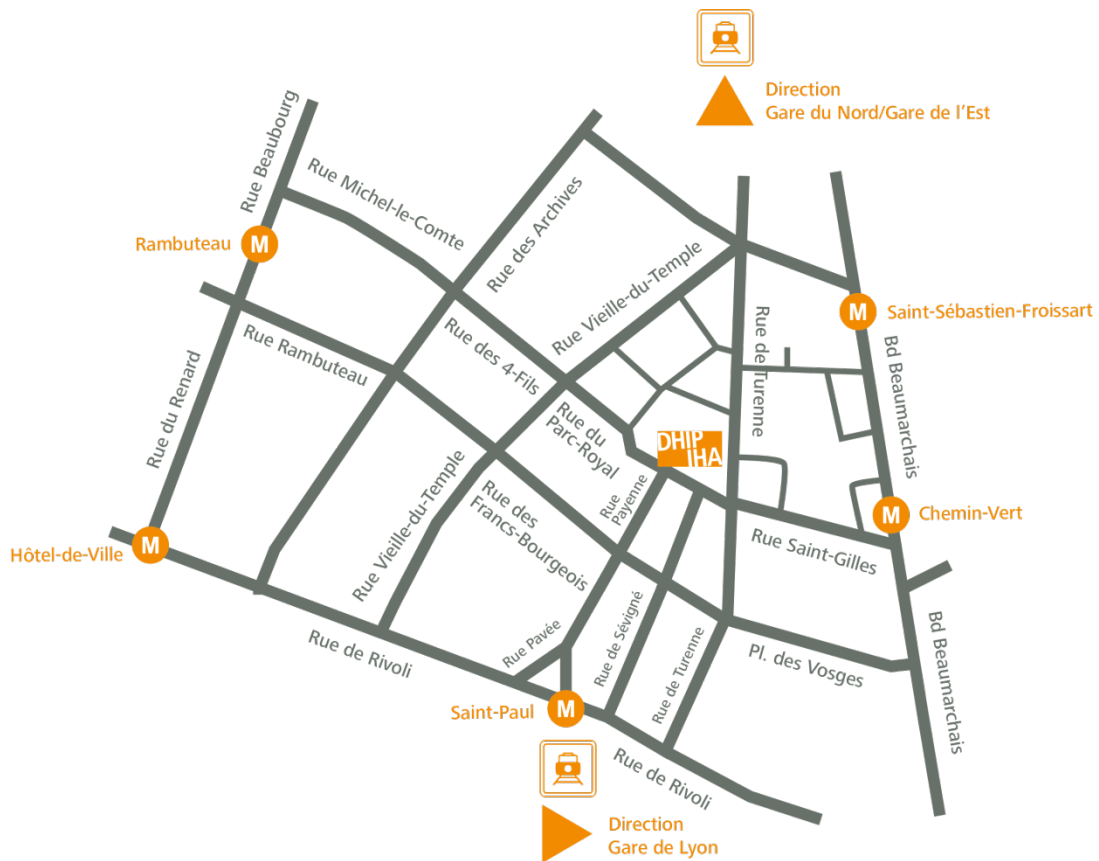 Direction
Gare du Nord/Gare de l'Est
Rue Beaubourg
Rue Michel-le-Comte
Rue des Archives
Rambuteau
M
Rue Vieille-du-Temple
M
Saint-Sébastien-Froissart
Rue Rambuteau
Rue des 4-Fils
Rue de Turenne
Bd Beaumarchais
Rue du Renard
Rue du
Parc-Royal
DHIP
IHA
Rue Vieille-du-Temple
Rue des
Francs-Bourgeois
Rue
Payenne
M
Chemin-Vert
Rue Saint-Gilles
Hôtel-de-Ville
M
Rue de Rivoli
Rue Pavée
Rue de Sévigné
Rue de Turenne
Pl. des Vosges
Bd Beaumarchais
Saint-Paul
M
Rue de Rivoli
Direction
Gare de Lyon